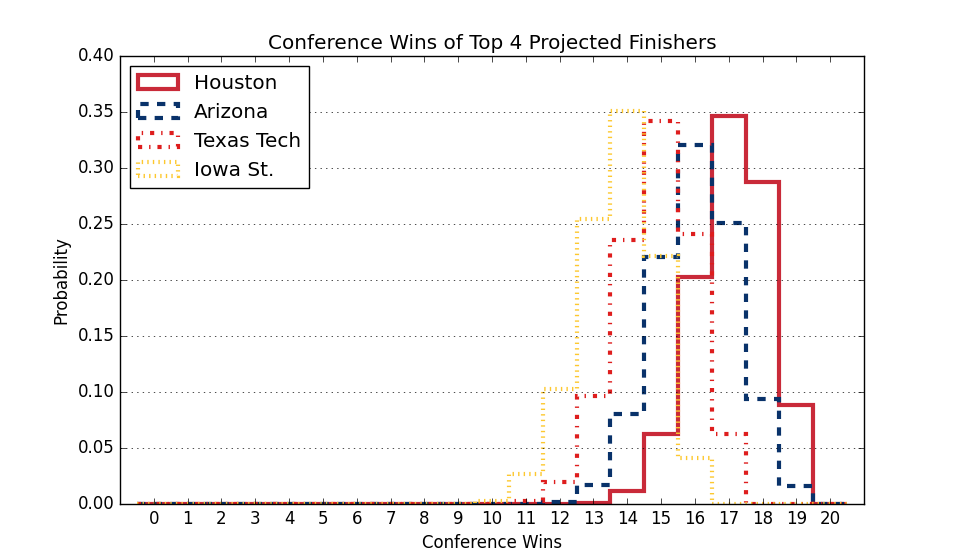 Conference Wins of Top 4 Projected Finishers
0.40
0.35
0.30
0.25
0.20
0.15
0.10
0.05
0.00
Probability
Houston
Arizona
Texas Tech
Iowa St.
0 1 2 3 4 5 6 7 8 9 10 11 12 13 14 15 16 17 18 19 20
Conference Wins